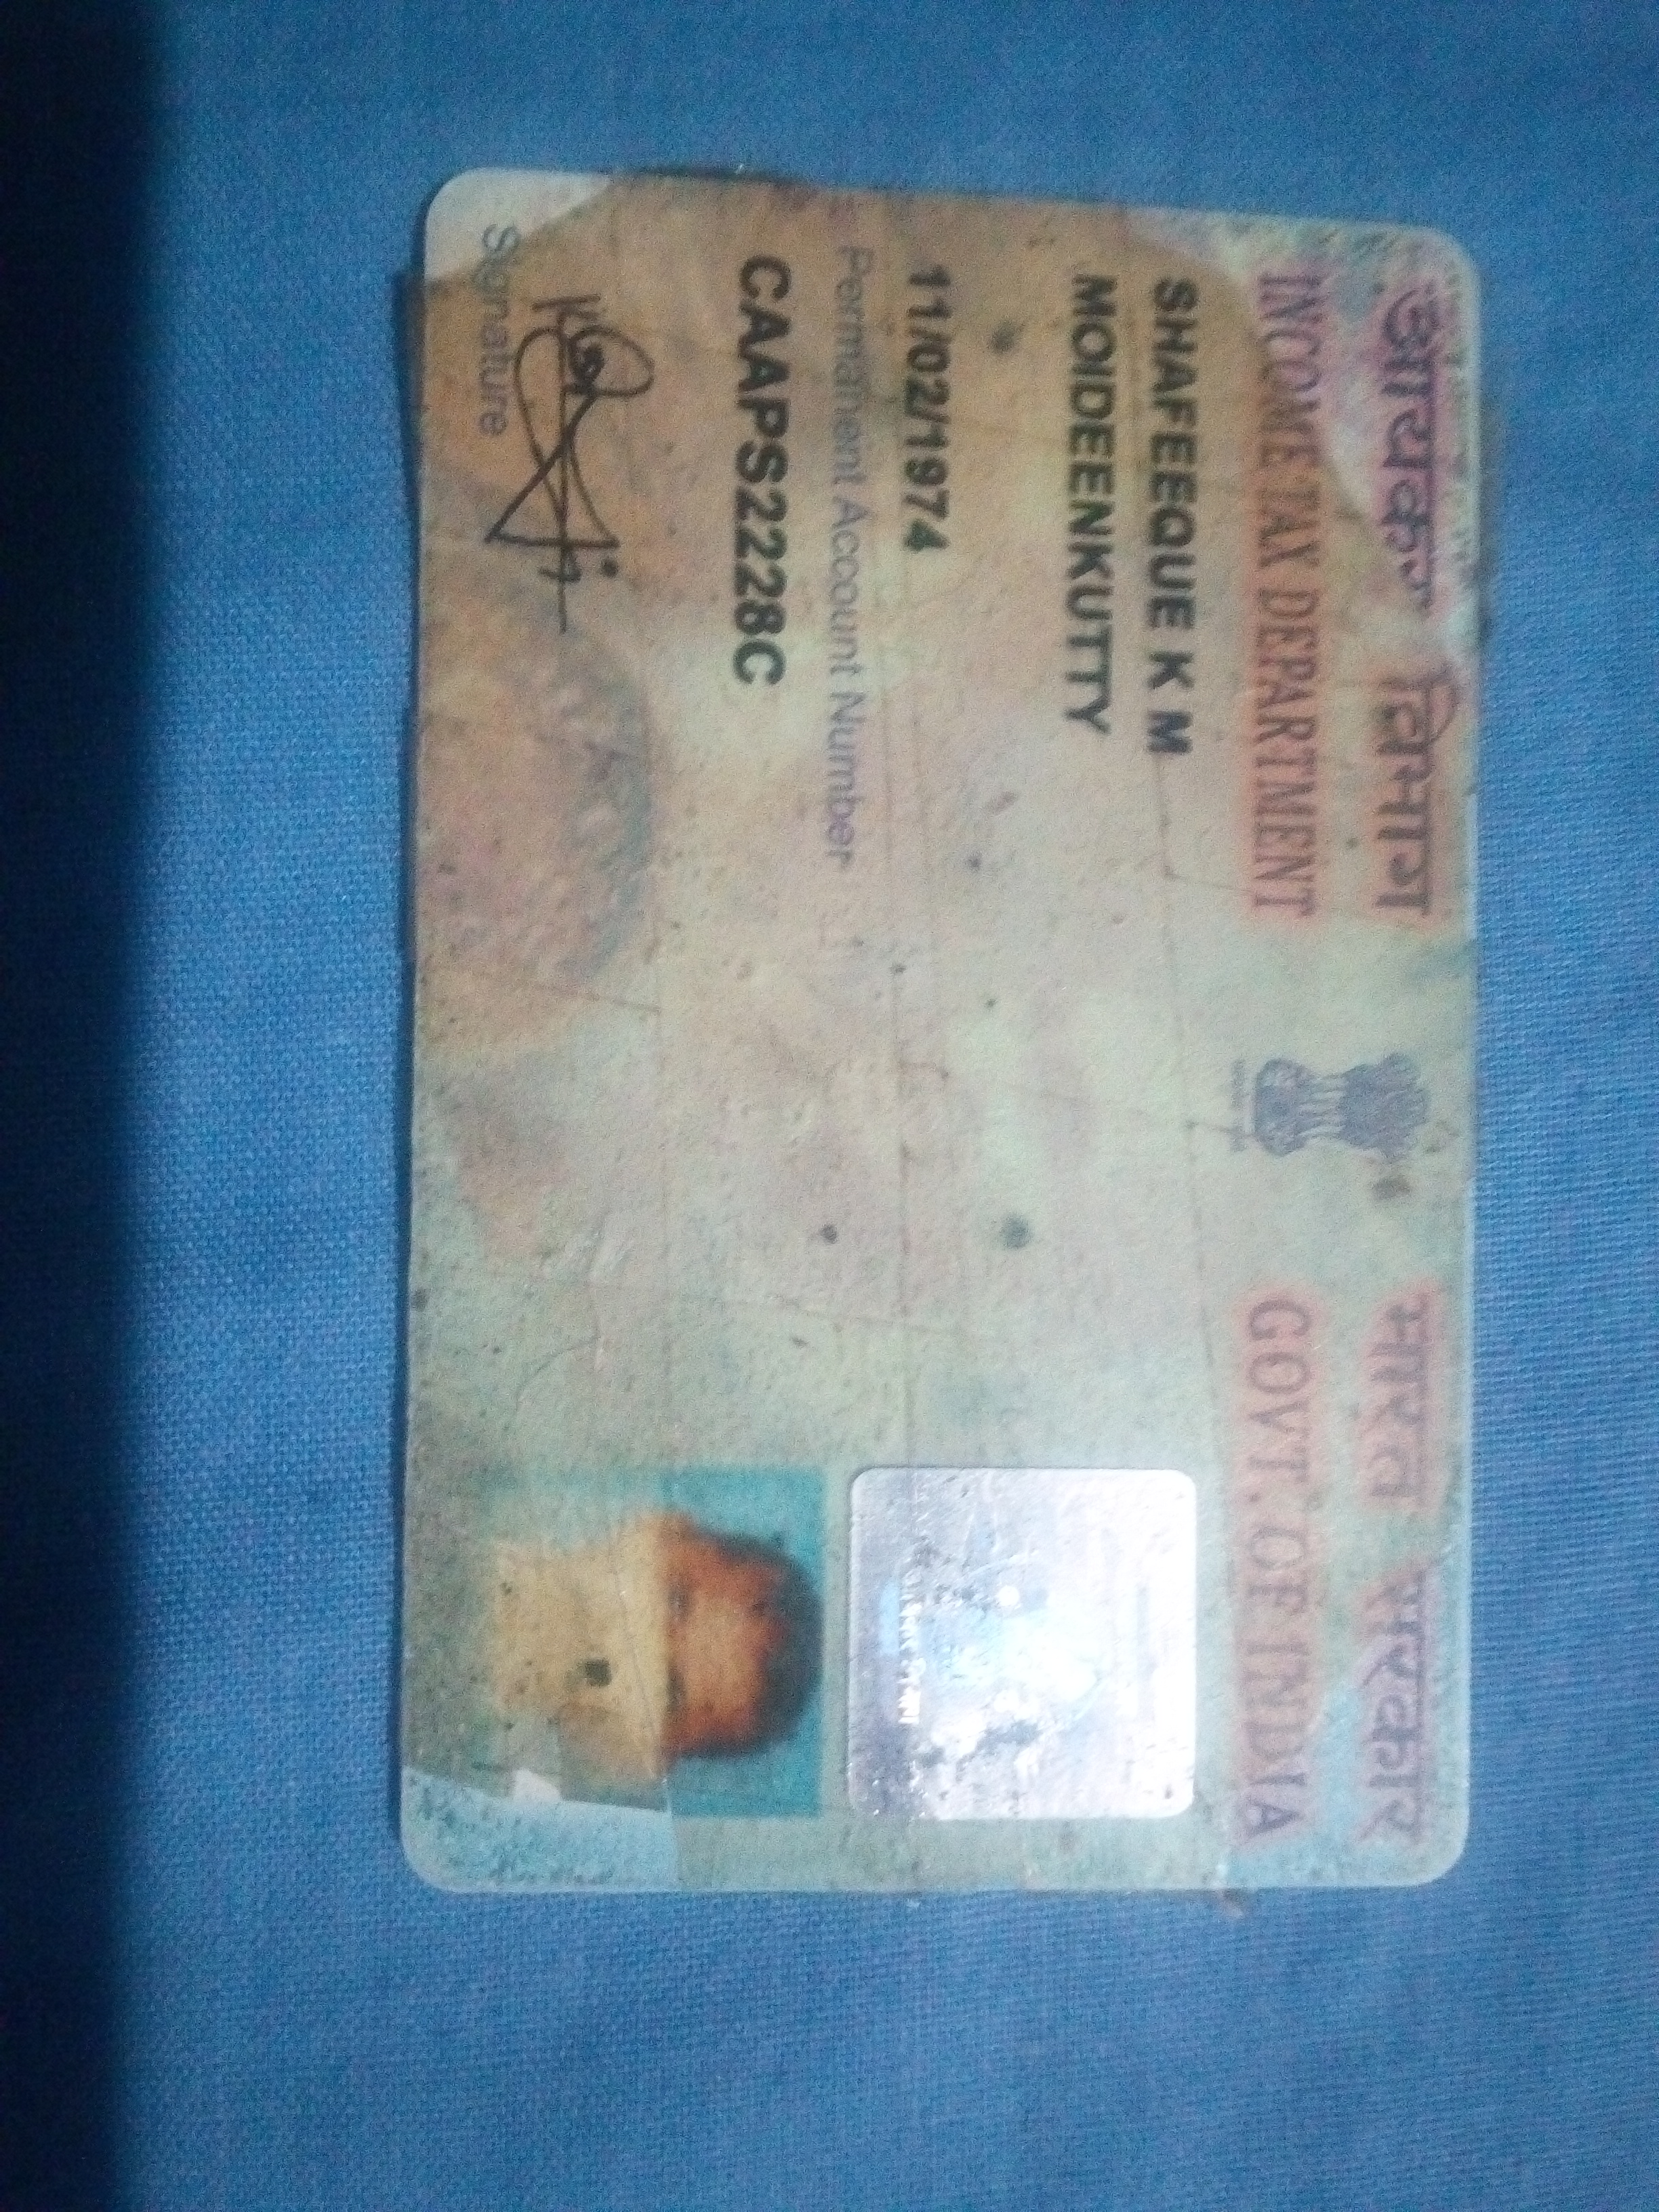 आयकर विभाग
INCOME TAX DEPARTMENT
भारत सरकार
GOVT. OF INDIA
SHAFEEQUE K M
MOIDEENKUTTY
11/02/1974
Permanent Account Number
CAAPS2228C
Signature